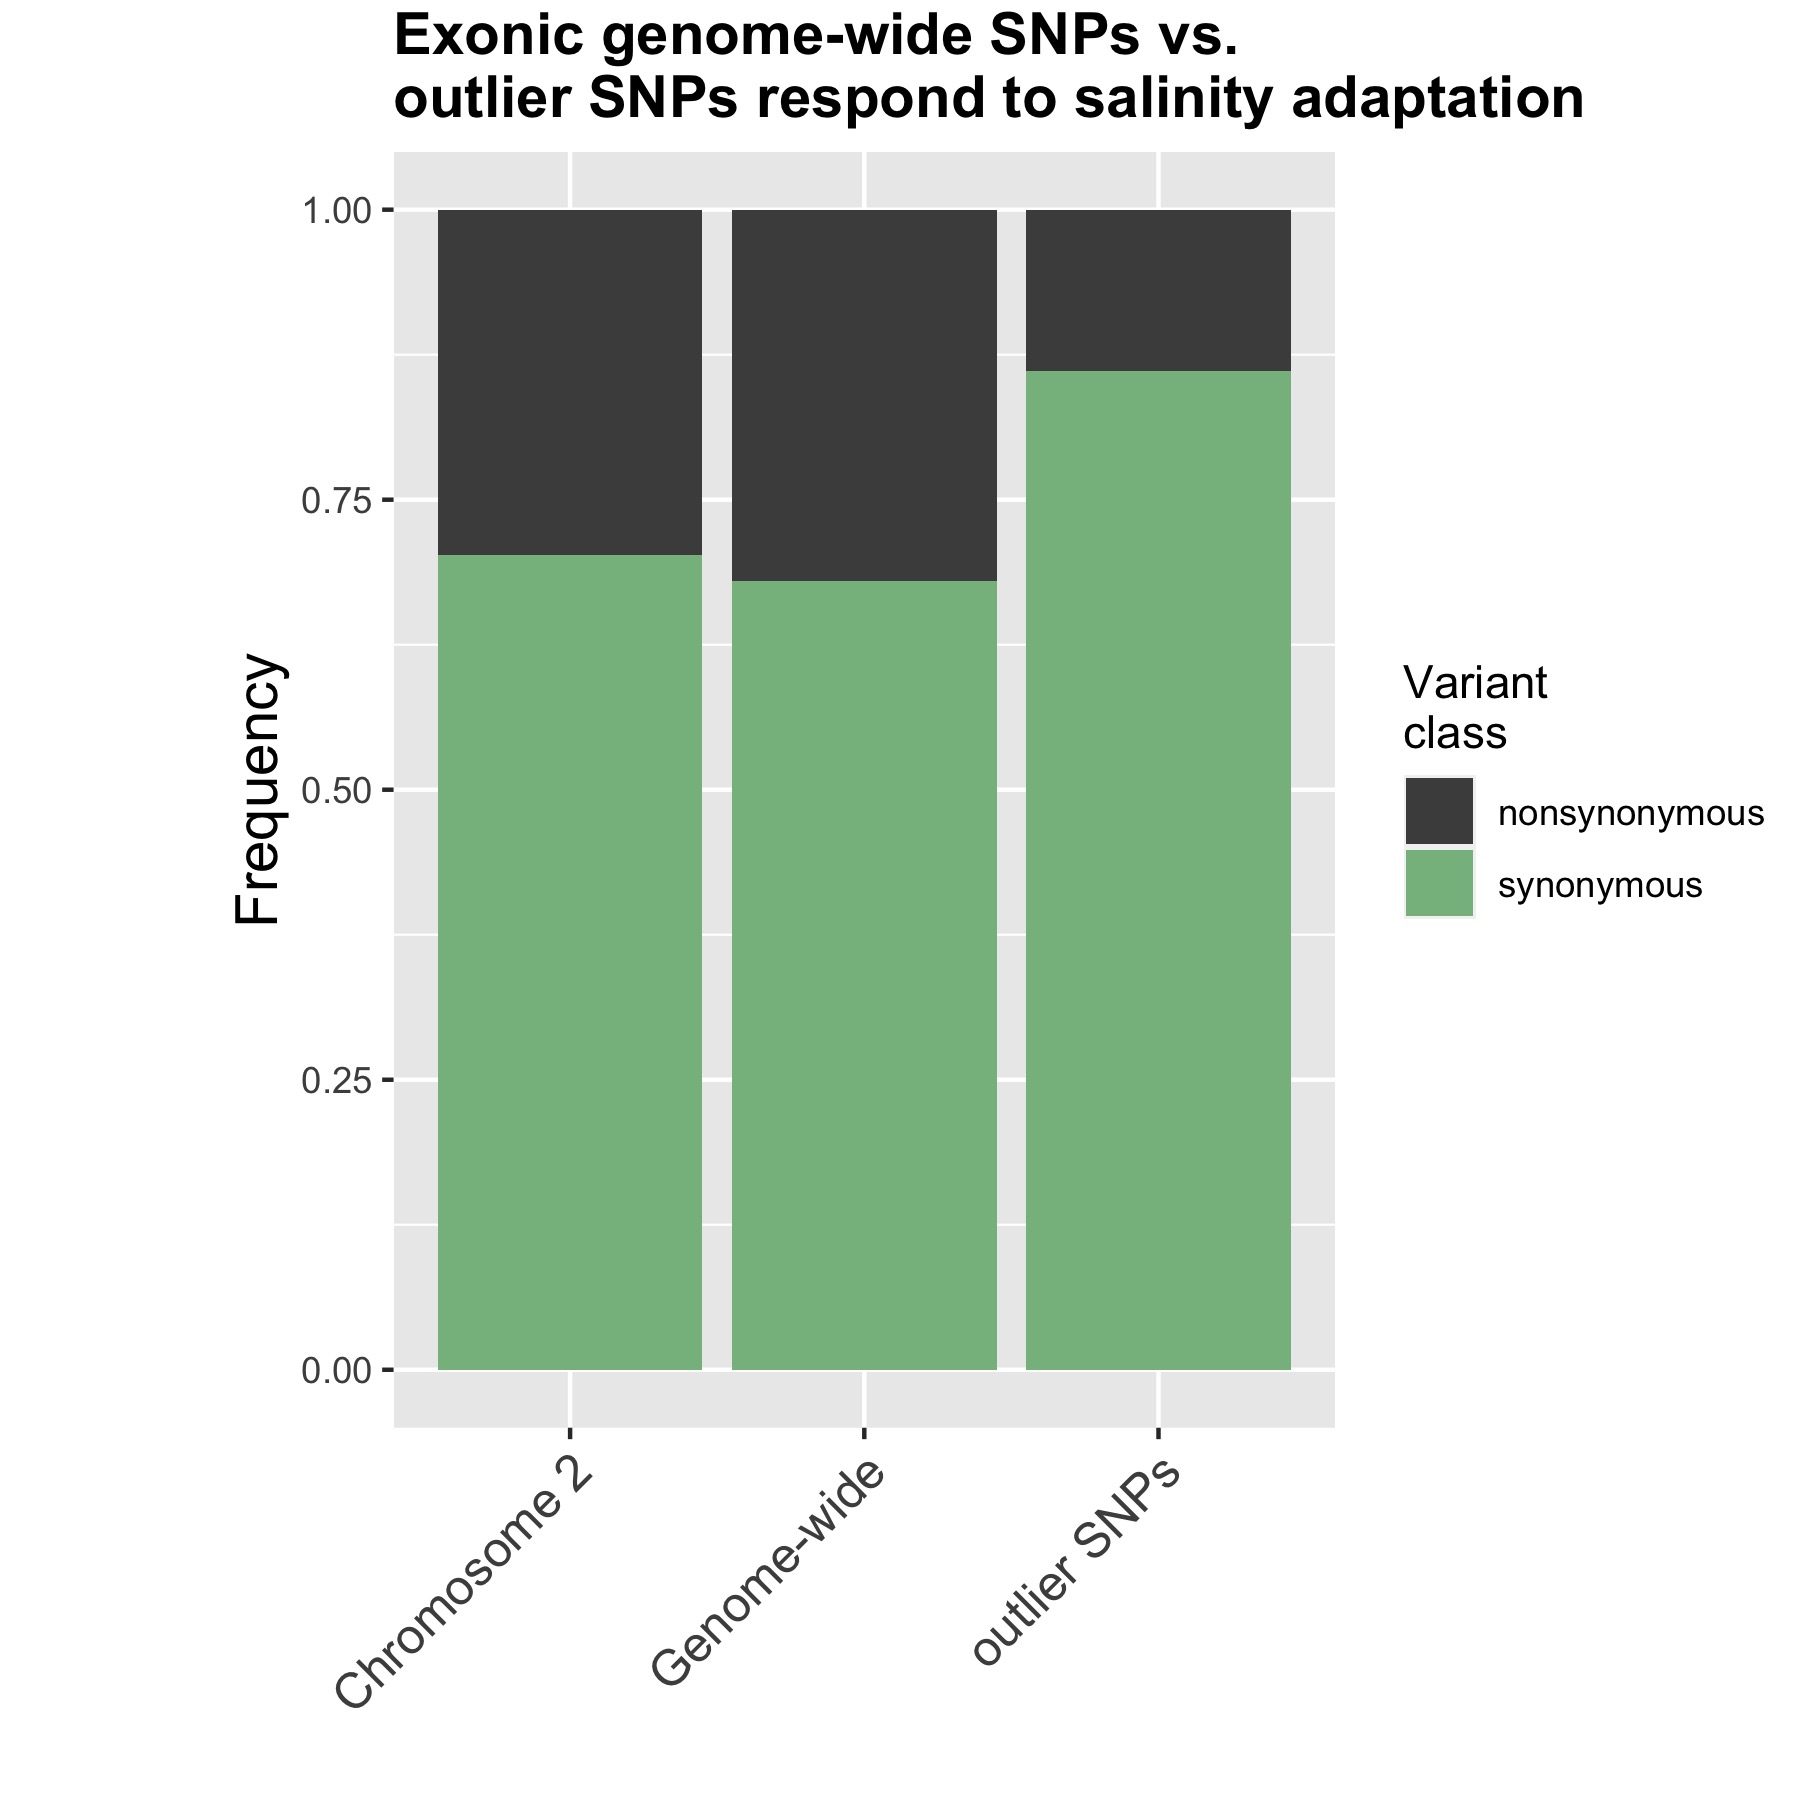 Exonic genome-wide SNPs vs.
outlier SNPs respond to salinity adaptation
1.00
0.75
0.50
0.25
0.00
Frequency
Chromosome 2
Genome-wide
outlier SNPs
Variant
class
nonsynonymous
synonymous